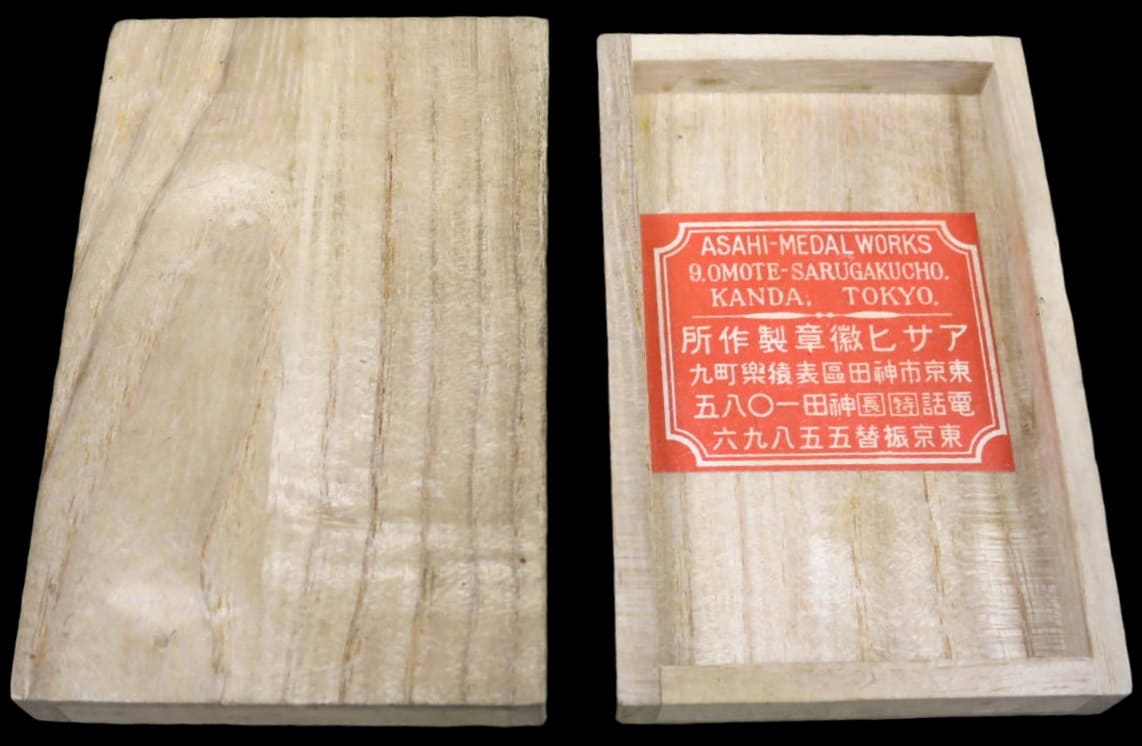 ASAHI-MEDAL WORKS
9, OMOTE-SARUGAKUCHO.
KANDA. TOKYO.
アサヒ徽章製作所
東京市神田區表猿樂町九
電話特長神田一〇八五
東京振替五五八九六